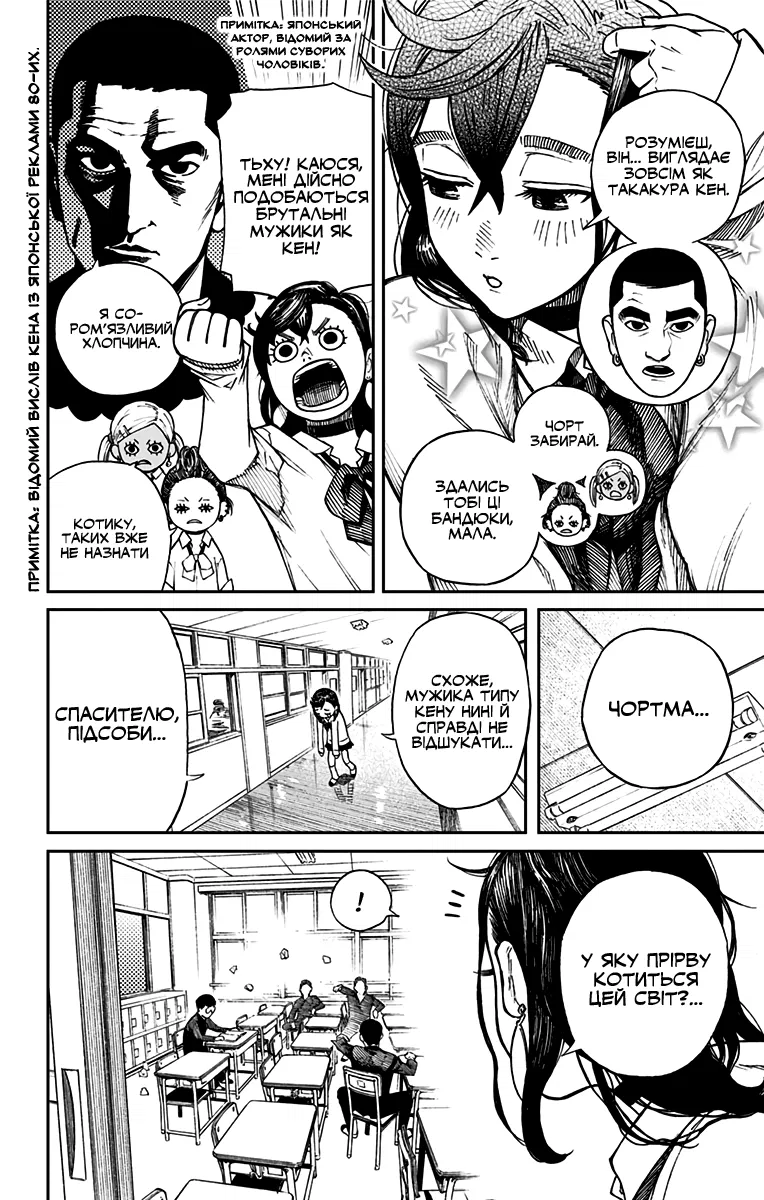 РОЗУМІЄШ,
ВІН... ВИГЛЯДАЄ
ЗОВСІМ ЯК
ТАКАКУРА КЕН.
ЧОРТ
ЗАБИРАЙ.
ЗДАЛИСЬ
ТОБІ ЦІ
БАНДЮКИ,
МАЛА.
ПРИМІТКА: ЯПОНСЬКИЙ
АКТОР, ВІДОМИЙ ЗА
РОЛЯМИ СУВОРИХ
ЧОЛОВІКІВ.
ТЬХУ! КАЮСЯ,
МЕНІ ДІЙСНО
ПОДОБАЮТЬСЯ
БРУТАЛЬНІ
МУЖИКИ ЯК
КЕН!
Я СО-
РОМ'ЯЗЛИВИЙ
ХЛОПЧИНА.
КОТИКУ,
ТАКИХ ВЖЕ
НЕ НАЗНАТИ
ПРИМІТКА: ВІДОМИЙ ВИСЛІВ КЕНА ІЗ ЯПОНСЬКОЇ РЕКЛАМИ 80-ИХ.
ЧОРТМА...
СХОЖЕ,
МУЖИКА ТИПУ
КЕНУ НИНІ Й
СПРАВДІ НЕ
ВІДШУКАТИ...
СПАСИТЕЛЮ,
ПІДСОБИ...
У ЯКУ ПРІРВУ
КОТИТЬСЯ
ЦЕЙ СВІТ?...
!